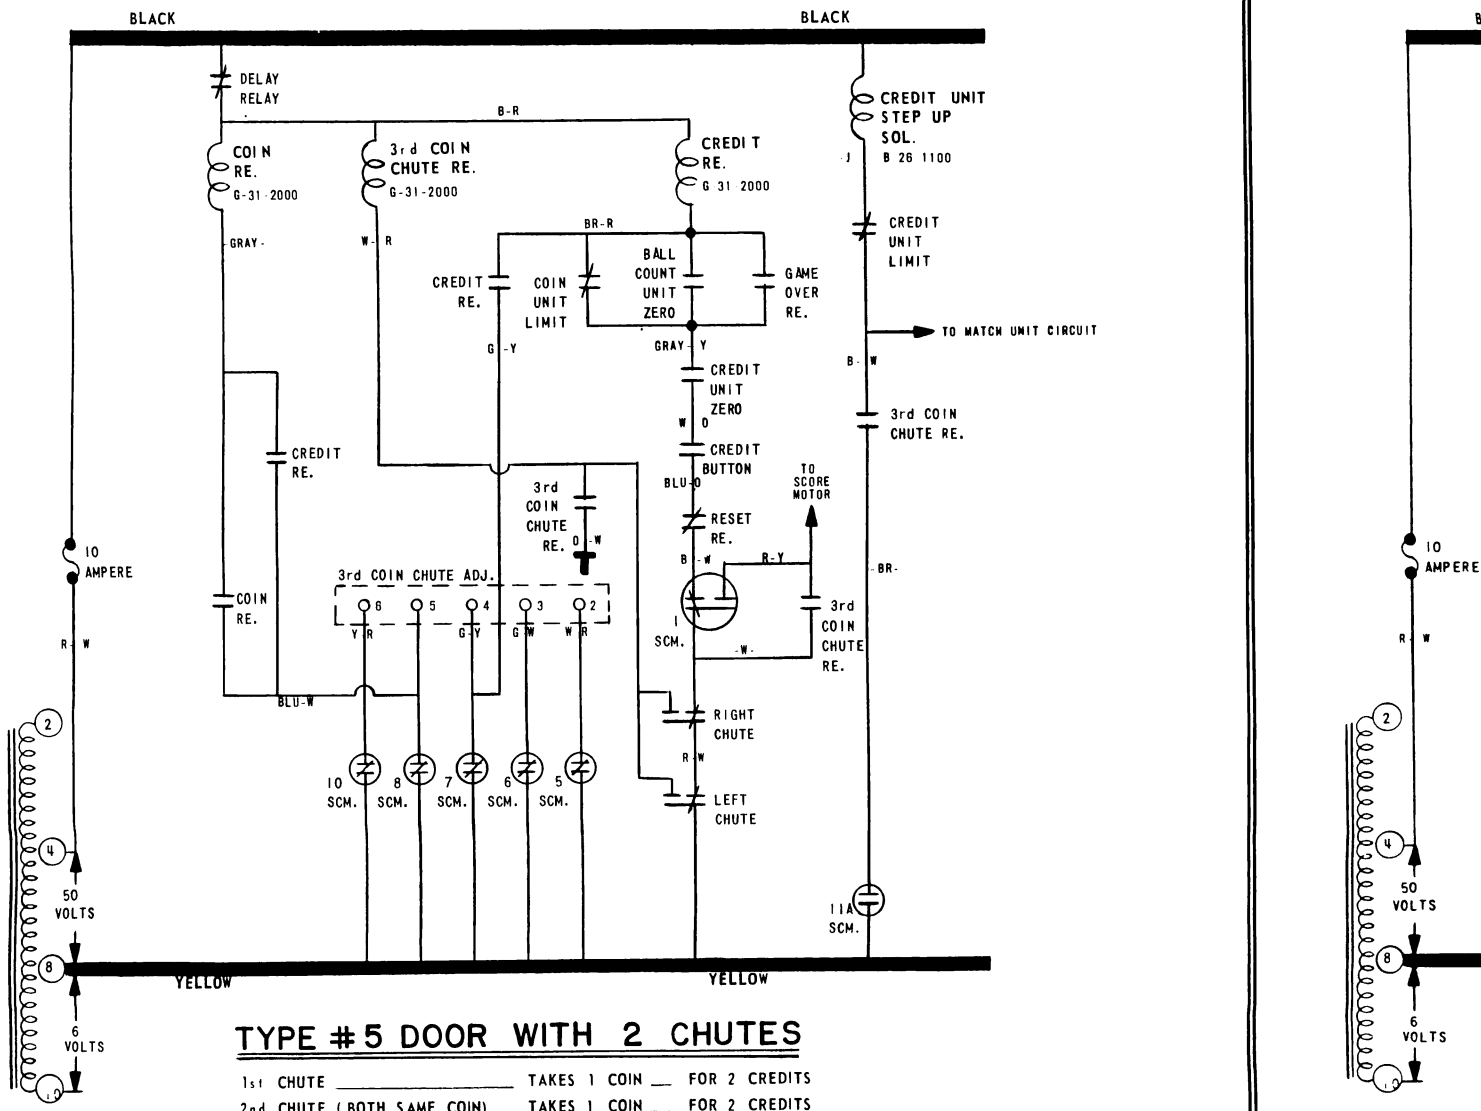 BLACK
BLACK
DELAY
RELAY
B-R
COIN
RE.
G-31-2000
3rd COIN
CHUTE RE.
G-31-2000
CREDIT
RE.
G 31 2000
CREDIT UNIT
STEP UP
SOL.
J B 26 1100
-GRAY-
W- R
BR-R
CREDIT
UNIT
LIMIT
CREDIT
RE.
COIN
UNIT
LIMIT
BALL
COUNT
UNIT
ZERO
GAME
OVER
RE.
TO MATCH UNIT CIRCUIT
G -Y
GRAY- Y
B- W
CREDIT
UNIT
ZERO
W O
3rd COIN
CHUTE RE.
CREDIT
RE.
CREDIT
BUTTON
BLU-O
TO
SCORE
MOTOR
3rd
COIN
CHUTE
RE.
O -W
RESET
RE.
B -W
R-Y
-BR-
10
AMPERE
3rd COIN CHUTE ADJ.
6
5
4
3
2
COIN
RE.
Y R
G-Y
G W
W R
1
SCM.
3rd
COIN
CHUTE
RE.
-W-
R- W
BLU-W
RIGHT
CHUTE
R-W
10
SCM.
8
SCM.
7
SCM.
6
SCM.
5
SCM.
LEFT
CHUTE
2
4
50
VOLTS
11A
SCM.
8
YELLOW
YELLOW
6
VOLTS
10
TYPE #5 DOOR WITH 2 CHUTES
1st CHUTE ____ TAKES 1 COIN __ FOR 2 CREDITS
2nd CHUTE (BOTH SAME COIN) TAKES 1 COIN __ FOR 2 CREDITS
10
AMPERE
R- W
2
4
50
VOLTS
8
6
VOLTS
10